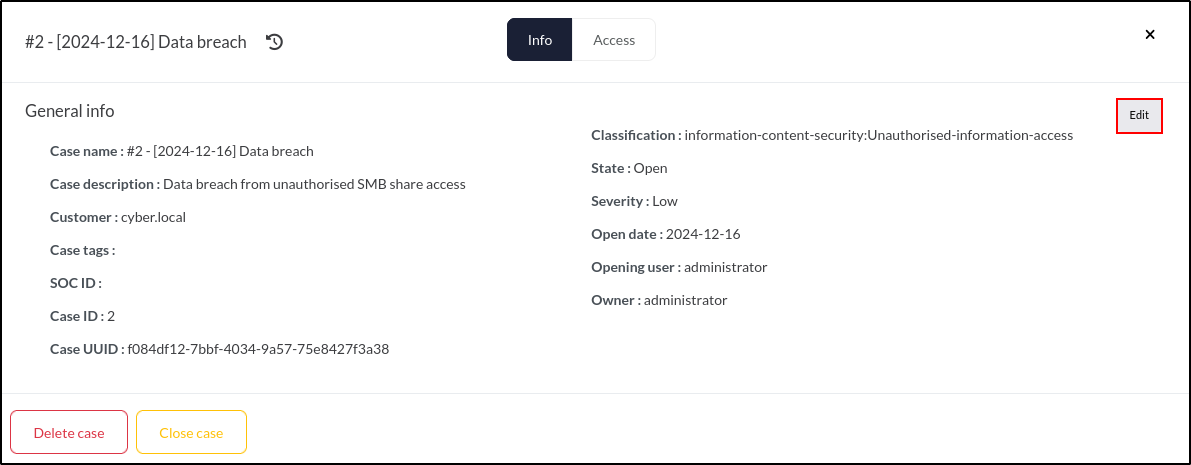 #2 - [2024-12-16] Data breach
Info
Access
×
General info
Edit
Case name : #2 - [2024-12-16] Data breach
Case description : Data breach from unauthorised SMB share access
Customer : cyber.local
Case tags :
SOC ID :
Case ID : 2
Case UUID : f084df12-7bbf-4034-9a57-75e8427f3a38
Classification : information-content-security:Unauthorised-information-access
State : Open
Severity : Low
Open date : 2024-12-16
Opening user : administrator
Owner : administrator
Delete case
Close case